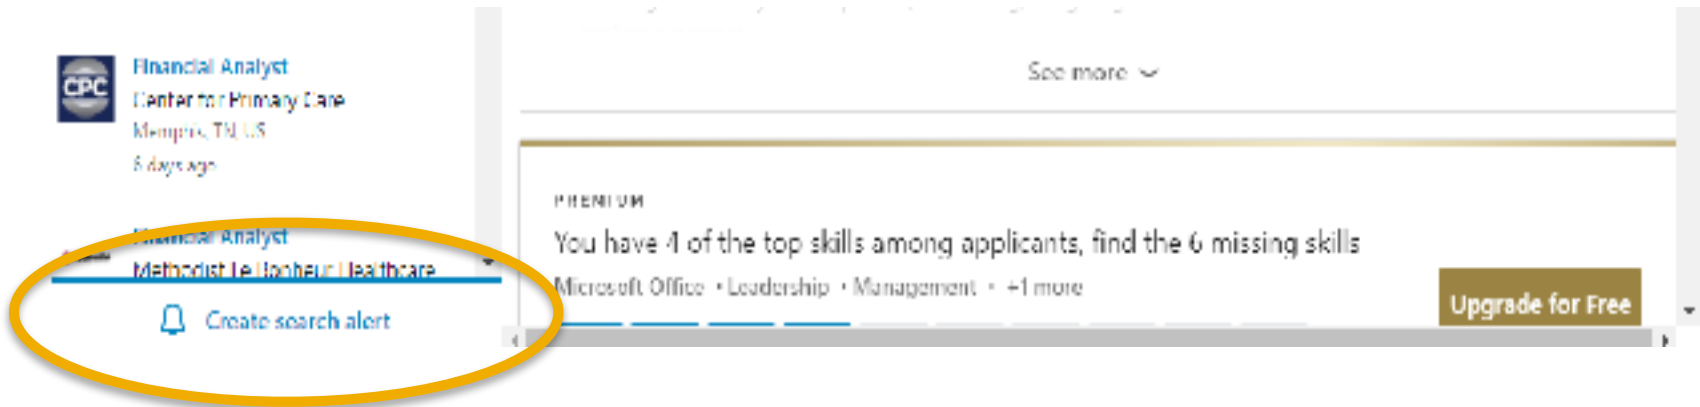 CPC
Financial Analyst
Center for Primary Care
Memphis, TN, US
6 days ago
Financial Analyst
Methodist Le Bonheur Healthcare
Create search alert
See more
PREMIUM
You have 4 of the top skills among applicants, find the 6 missing skills
Microsoft Office • Leadership • Management • +1 more
Upgrade for Free